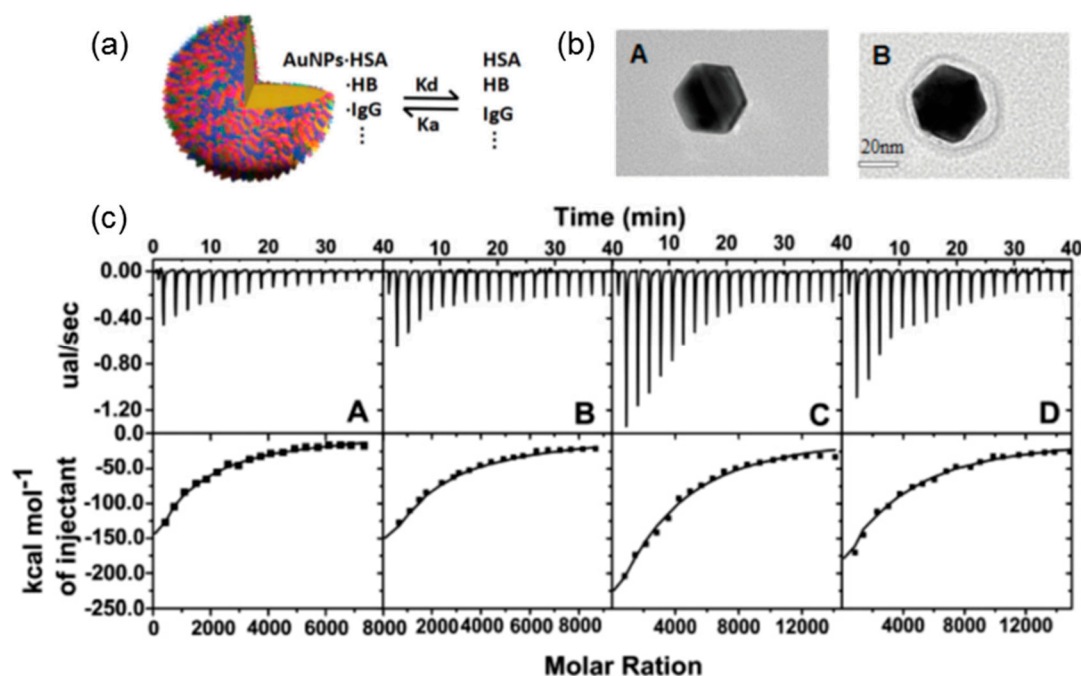 (a)
AuNPs·HSA
·HB
·IgG
⋮
Kd
Ka
HSA
HB
IgG
⋮
(b)
A
B
20nm
(c)
Time (min)
0 10 20 30 40 10 20 30 40 10 20 30 40 10 20 30 40
0.00
-0.40
-0.80
-1.20
ual/sec
A
B
C
D
0.0
-50.0
-100.0
-150.0
-200.0
-250.0
kcal mol-1
of injectant
0 2000 4000 6000 8000 2000 4000 6000 8000 4000 8000 12000 4000 8000 12000
Molar Ration